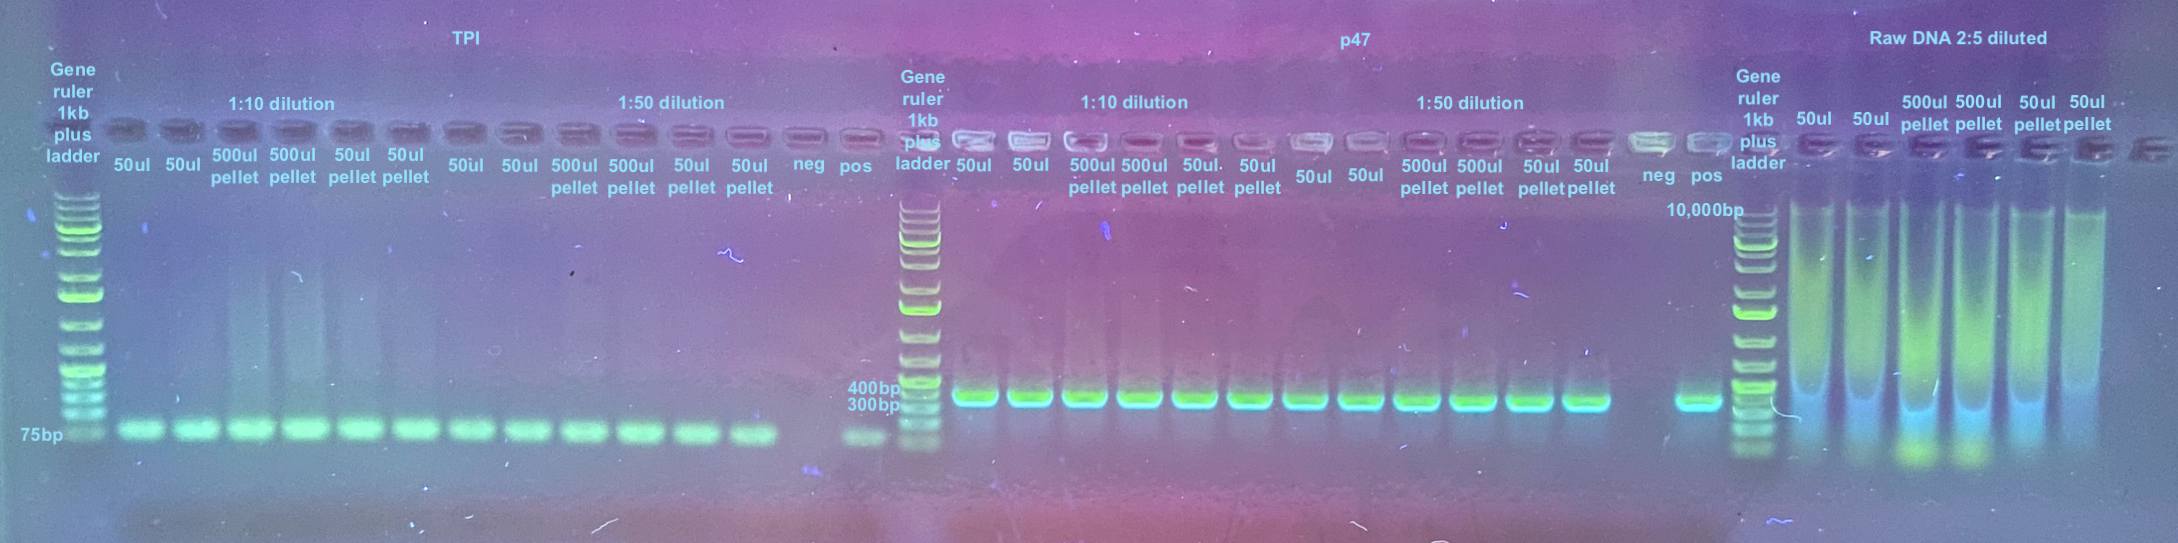 TPI
p47
Raw DNA 2:5 diluted
Gene
ruler
1kb
plus
ladder
1:10 dilution
1:50 dilution
50ul
50ul
500ul
pellet
500ul
pellet
50ul
pellet
50ul
pellet
50ul
50ul
500ul
pellet
500ul
pellet
50ul
pellet
50ul
pellet
neg
pos
75bp
Gene
ruler
1kb
plus
ladder
1:10 dilution
1:50 dilution
50ul
50ul
500ul
pellet
500ul
pellet
50ul
pellet
50ul
pellet
50ul
50ul
500ul
pellet
500ul
pellet
50ul
pellet
50ul
pellet
neg
pos
400bp
300bp
Gene
ruler
1kb
plus
ladder
10,000bp
50ul
50ul
500ul
pellet
500ul
pellet
50ul
pellet
50ul
pellet